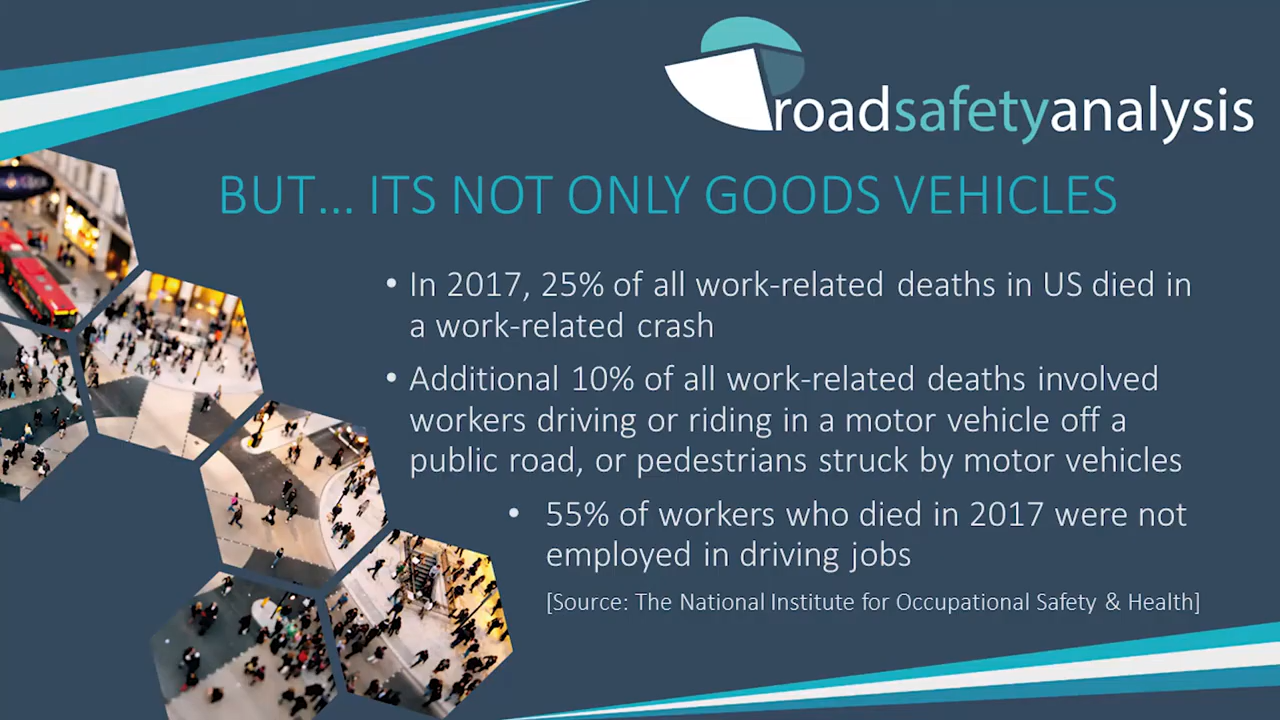 roadsafetyanalysis
BUT... ITS NOT ONLY GOODS VEHICLES
• In 2017, 25% of all work-related deaths in US died in
a work-related crash
• Additional 10% of all work-related deaths involved
workers driving or riding in a motor vehicle off a
public road, or pedestrians struck by motor vehicles
• 55% of workers who died in 2017 were not
employed in driving jobs
[Source: The National Institute for Occupational Safety & Health]